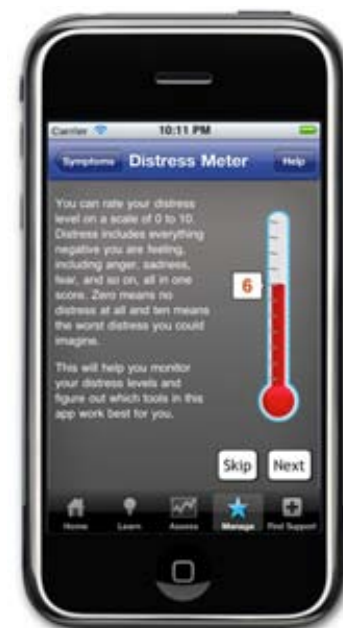 Carrier 10:11 PM
Symptoms Distress Meter Help
You can rate your distress
level on a scale of 0 to 10.
Distress includes everything
negative you are feeling,
including anger, sadness,
fear, and so on, all in one
score. Zero means no
distress at all and ten means
the worst distress you could
imagine.
6
This will help you monitor
your distress levels and
figure out which tools in this
app work best for you.
Skip Next
Home Learn Assess Manage Find Support